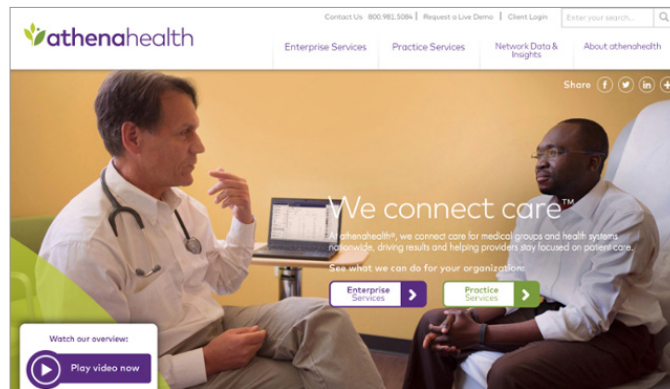 Contact Us 800.981.5084 | Request a Live Demo | Client Login Enter your search...
athenahealth
Enterprise Services Practice Services Network Data & Insights About athenahealth
Share
We connect care™
At athenahealth®, we connect care for medical groups and health systems
nationwide, driving results and helping providers stay focused on patient care.
See what we can do for your organization:
Enterprise Services
Practice Services
Watch our overview:
Play video now